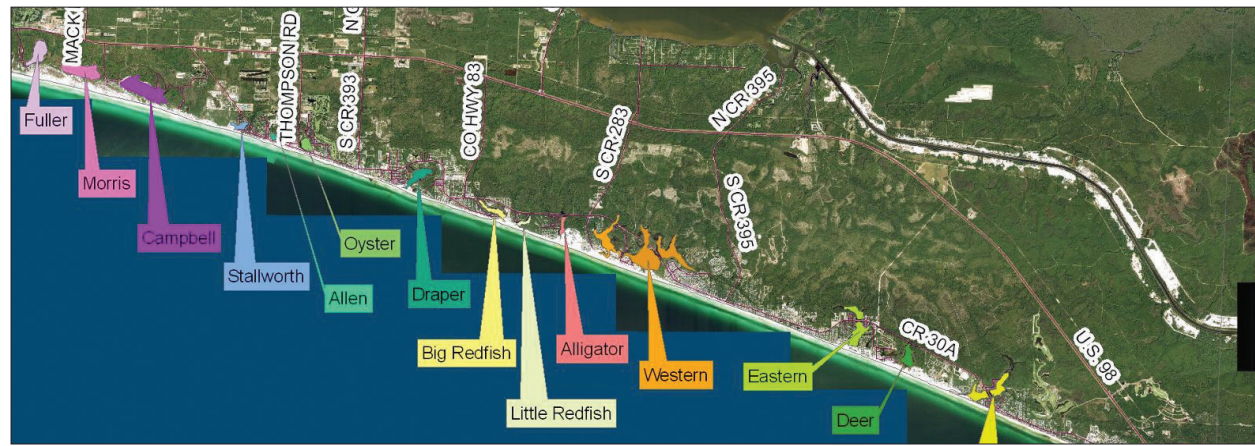 MACK
THOMPSON RD
S CR 393
N C
CO HWY 83
S CR 283
N CR 395
S CR 395
CR 30A
U.S. 98
Fuller
Morris
Campbell
Stallworth
Allen
Oyster
Draper
Big Redfish
Little Redfish
Alligator
Western
Eastern
Deer